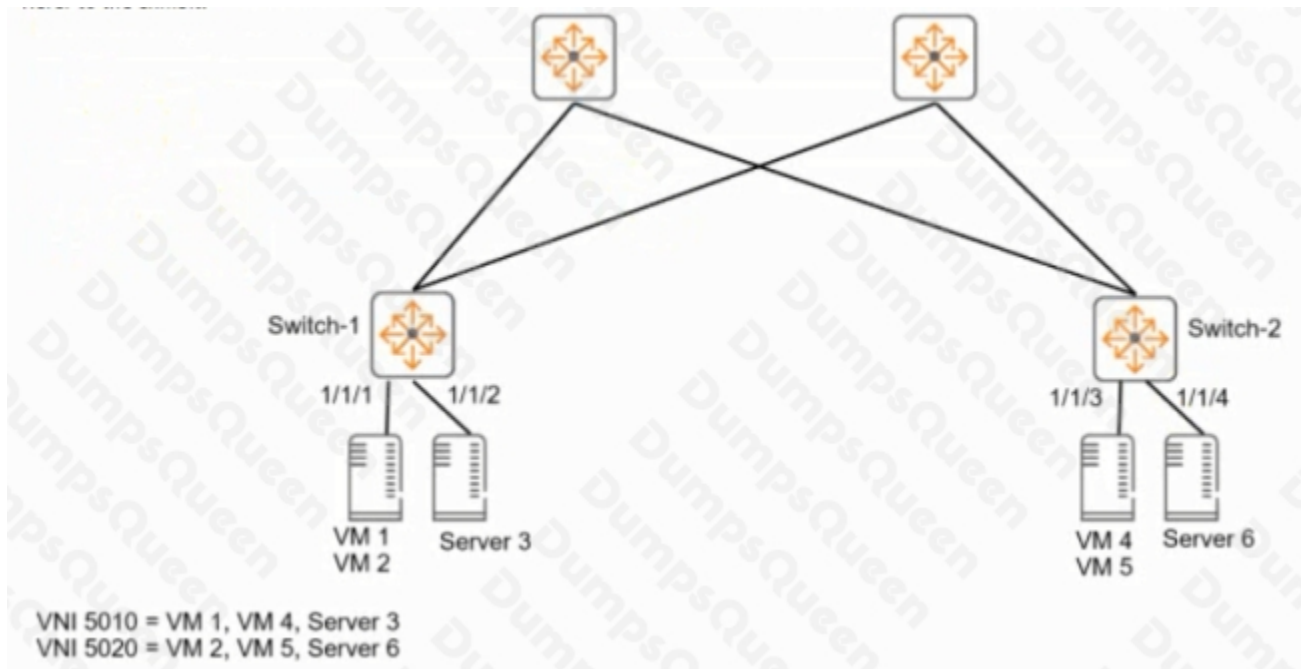 Switch-1
Switch-2
1/1/1
1/1/2
1/1/3
1/1/4
VM 1
VM 2
Server 3
VM 4
VM 5
Server 6
VNI 5010 = VM 1, VM 4, Server 3
VNI 5020 = VM 2, VM 5, Server 6
DumpsQueen